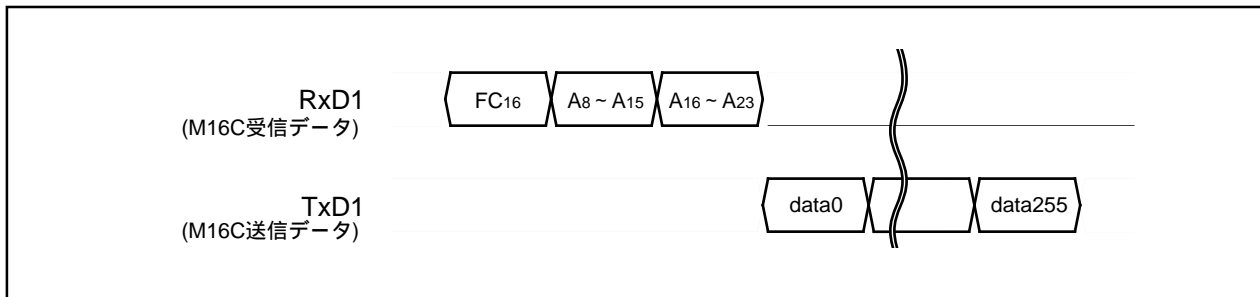 RxD1 FC16 A8 ~ A15 A16 ~ A23
(M16C受信データ)
TxD1 data0 data255
(M16C送信データ)